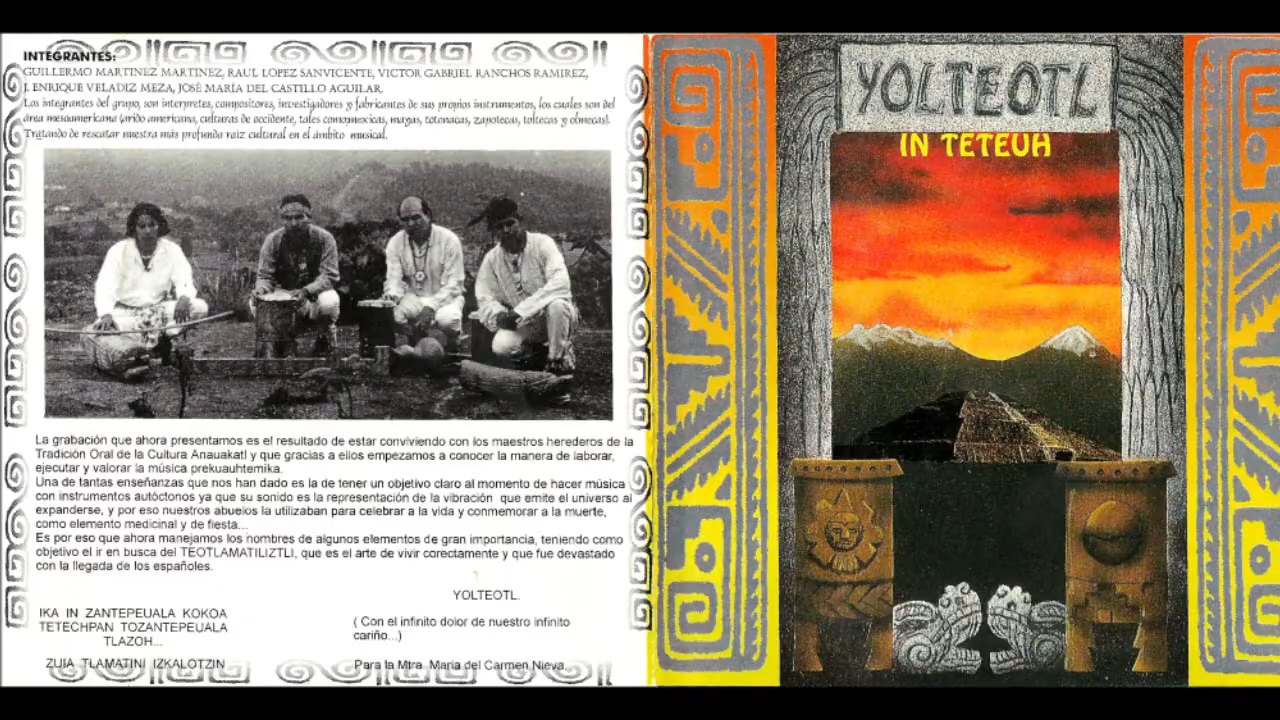 INTEGRANTES:
GUILLERMO MARTINEZ MARTINEZ, RAUL LOPEZ SANVICENTE, VICTOR GABRIEL RANCHOS RAMIREZ,
J. ENRIQUE VELADIZ MEZA, JOSÉ MARÍA DEL CASTILLO AGUILAR.
Los integrantes del grupo, son interpretes, compositores, investigadores y fabricantes de sus propios instrumentos, los cuales son del
área mesoamericana (arido americana, culturas de occidente, tales como mexicas, mayas, totonacas, zapotecas, toltecas y olmecas).
Tratando de rescatar nuestra más profunda raiz cultural en el ámbito musical.
La grabación que ahora presentamos es el resultado de estar conviviendo con los maestros herederos de la
Tradición Oral de la Cultura Anauakatl y que gracias a ellos empezamos a conocer la manera de laborar,
ejecutar y valorar la música prekuauhtemika.
Una de tantas enseñanzas que nos han dado es la de tener un objetivo claro al momento de hacer música
con instrumentos autóctonos ya que su sonido es la representación de la vibración que emite el universo al
expanderse, y por eso nuestros abuelos la utilizaban para celebrar a la vida y conmemorar a la muerte,
como elemento medicinal y de fiesta...
Es por eso que ahora manejamos los nombres de algunos elementos de gran importancia, teniendo como
objetivo el ir en busca del TEOTLAMATILIZTLI, que es el arte de vivir corectamente y que fue devastado
con la llegada de los españoles.
YOLTEOTL.
IKA IN ZANTEPEUALA KOKOA
TETECHPAN TOZANTEPEUALA
TLAZOH...
( Con el infinito dolor de nuestro infinito
cariño...)
ZUIA TLAMATINI IZKALOTZIN
Para la Mtra. Maria del Carmen Nieva
YOLTEOTL
IN TETEUH